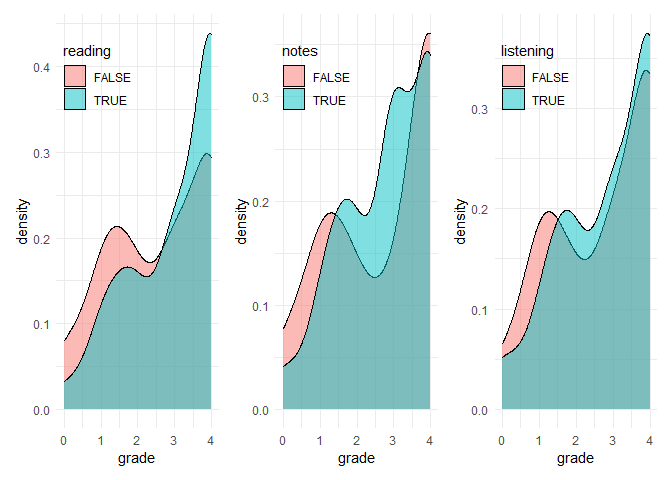 reading
FALSE
TRUE
density
0.4
0.3
0.2
0.1
0.0
0 1 2 3 4
grade
notes
FALSE
TRUE
density
0.3
0.2
0.1
0.0
0 1 2 3 4
grade
listening
FALSE
TRUE
density
0.3
0.2
0.1
0.0
0 1 2 3 4
grade